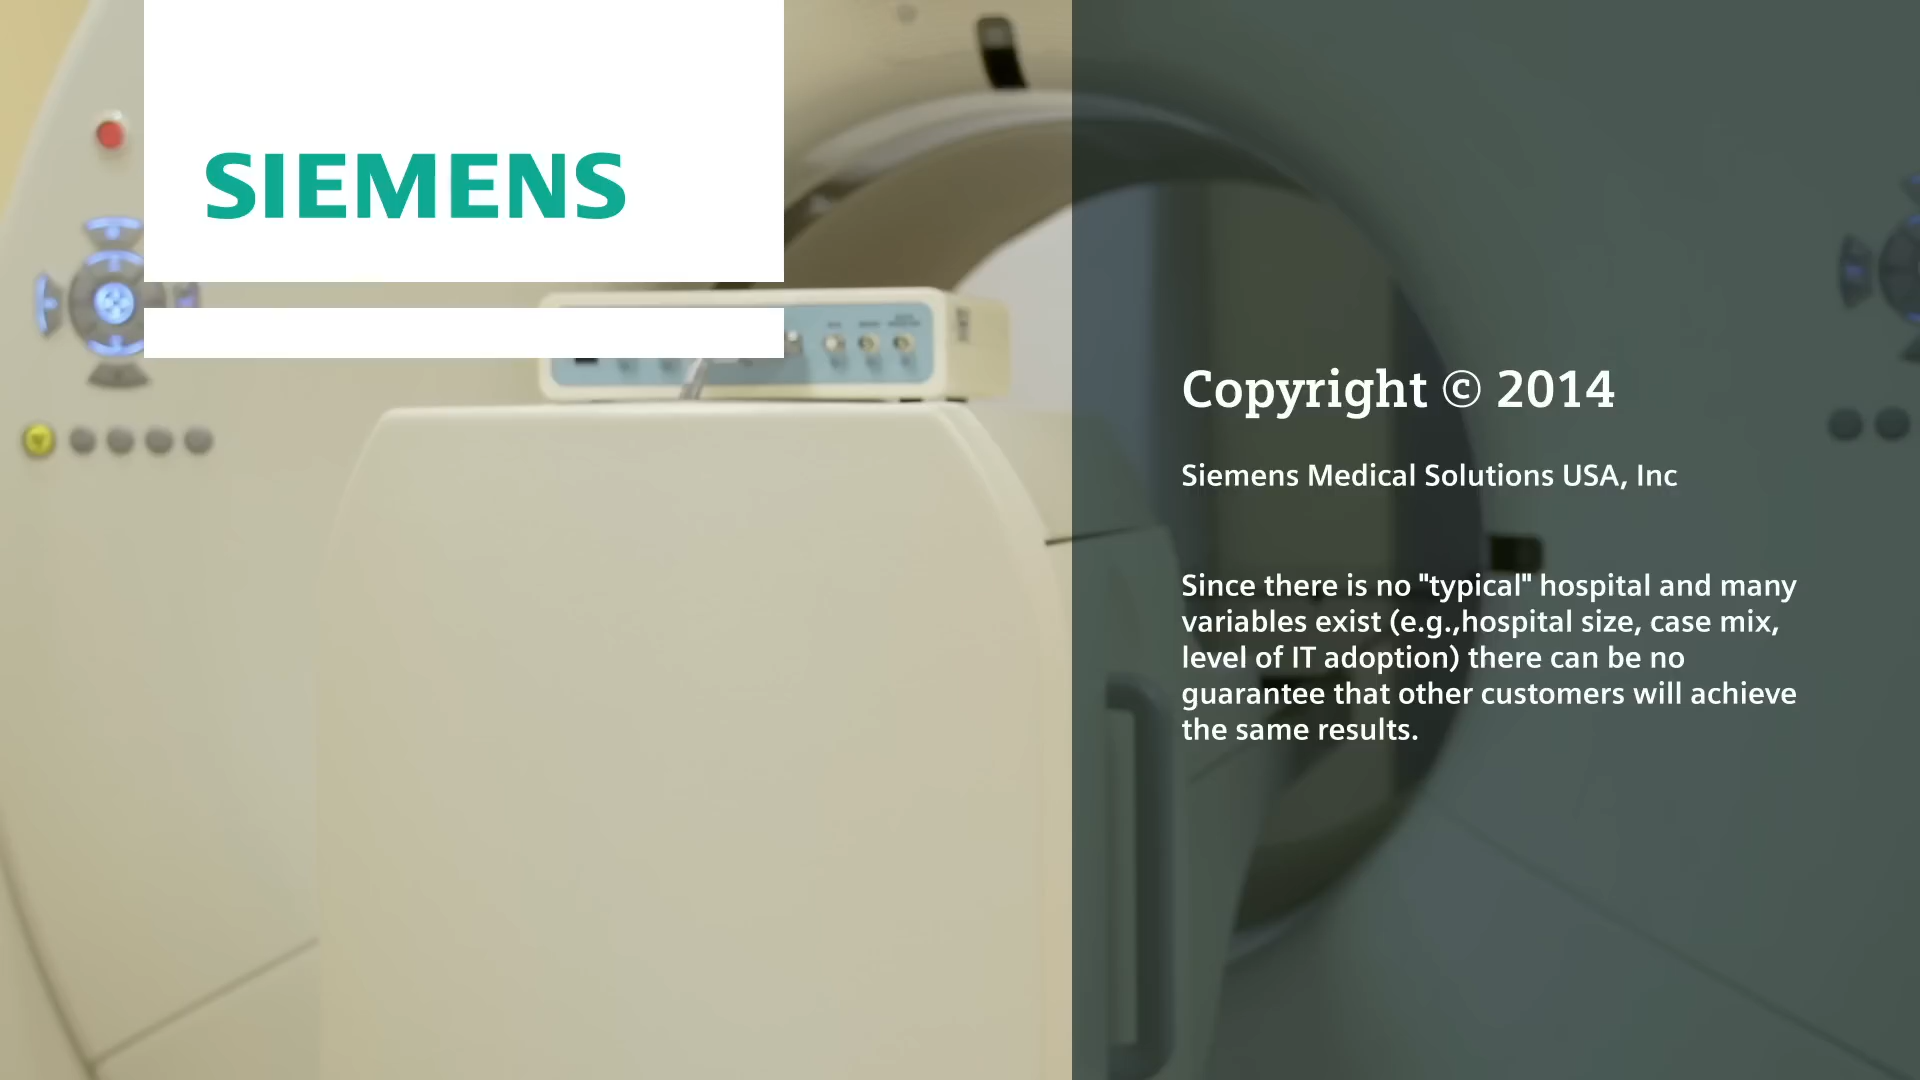 SIEMENS
Copyright © 2014
Siemens Medical Solutions USA, Inc
Since there is no "typical" hospital and many
variables exist (e.g.,hospital size, case mix,
level of IT adoption) there can be no
guarantee that other customers will achieve
the same results.